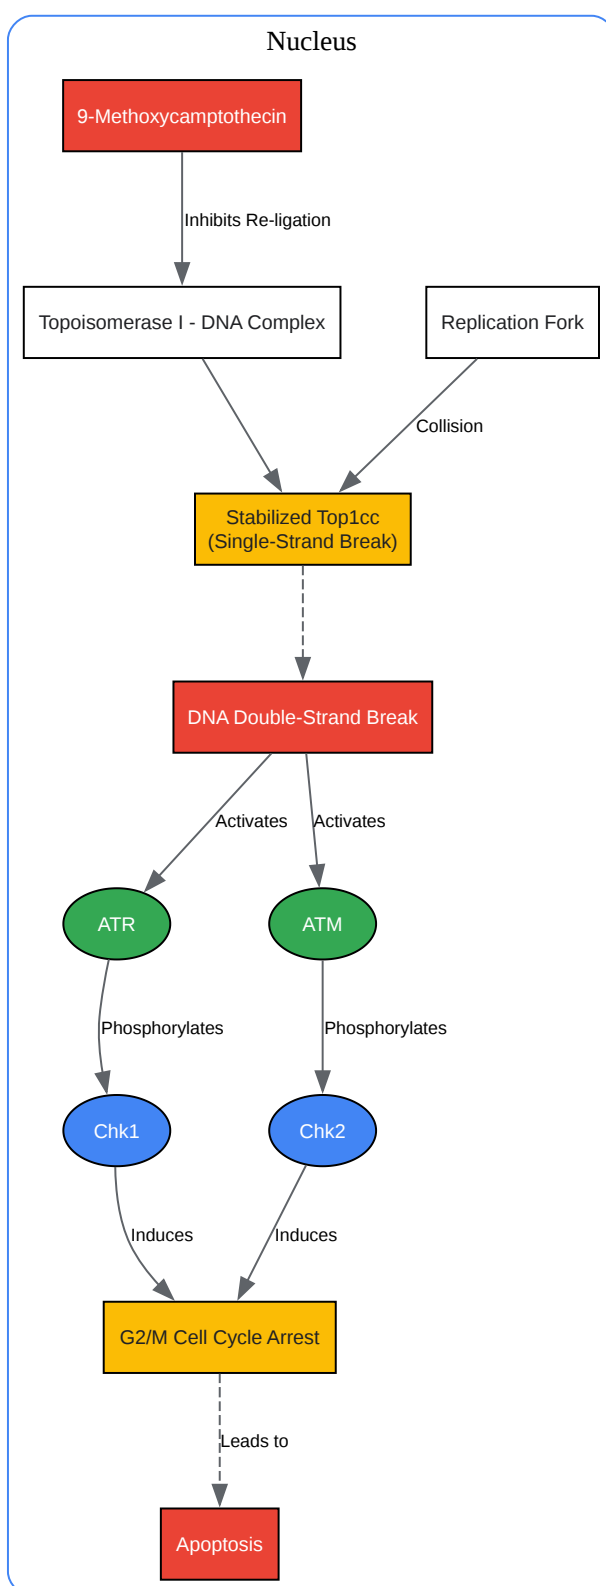 Nucleus
9-Methoxycamptothecin
Inhibits Re-ligation
Topoisomerase I - DNA Complex
Replication Fork
Collision
Stabilized Top1cc
(Single-Strand Break)
DNA Double-Strand Break
Activates
Activates
ATR
ATM
Phosphorylates
Phosphorylates
Chk1
Chk2
Induces
Induces
G2/M Cell Cycle Arrest
Leads to
Apoptosis